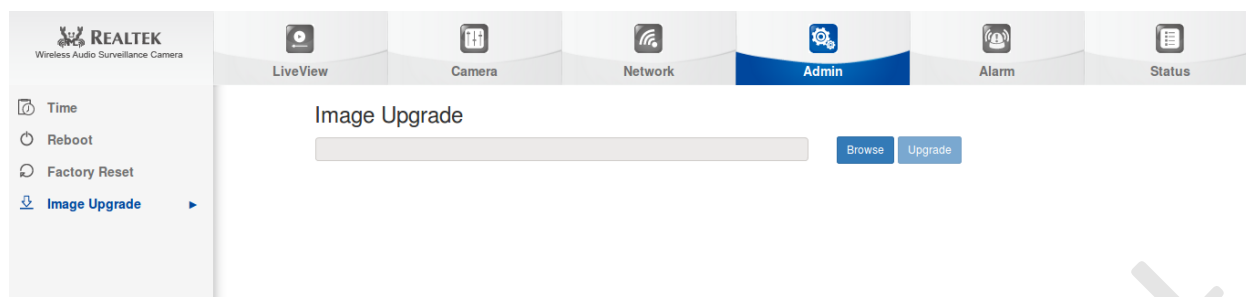 REALTEK
Wireless Audio Surveillance Camera
LiveView
Camera
Network
Admin
Alarm
Status
Time
Reboot
Factory Reset
Image Upgrade
Image Upgrade
Browse
Upgrade